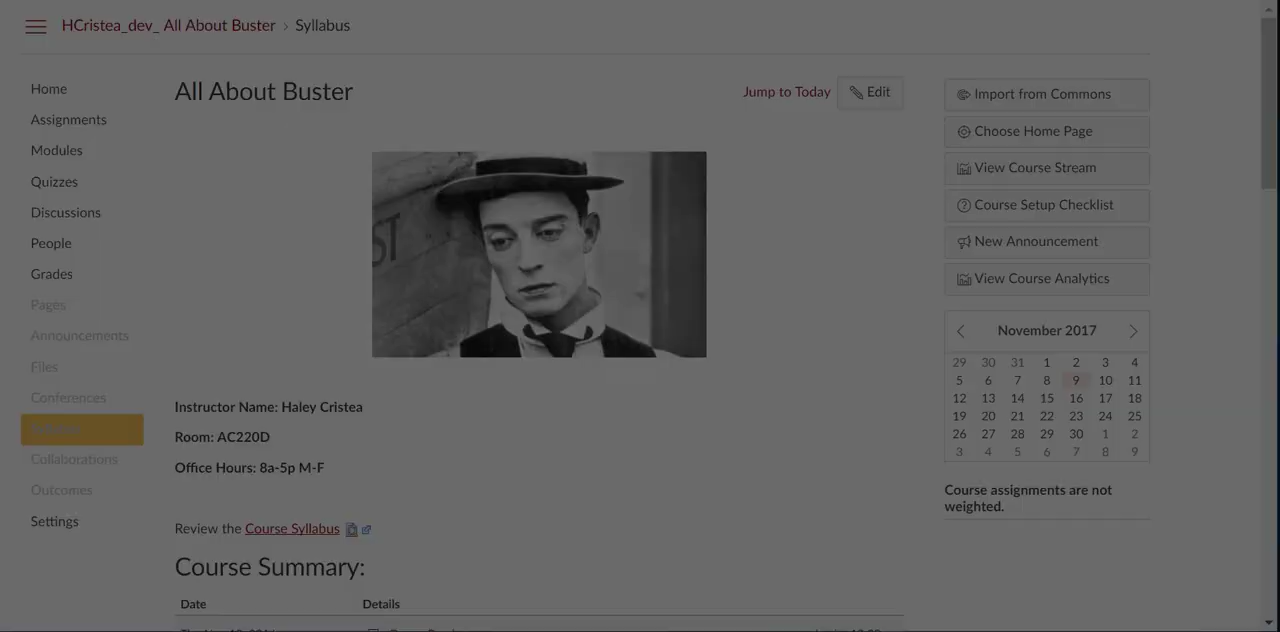 HCristea_dev_ All About Buster › Syllabus
Home
Assignments
Modules
Quizzes
Discussions
People
Grades
Pages
Announcements
Files
Conferences
Collaborations
Outcomes
Settings
All About Buster
Jump to Today
Edit
ST
Instructor Name: Haley Cristea
Room: AC220D
Office Hours: 8a-5p M-F
Review the Course Syllabus
Course Summary:
Date Details
Import from Commons
Choose Home Page
View Course Stream
Course Setup Checklist
New Announcement
View Course Analytics
November 2017
29 30 31 1 2 3 4
5 6 7 8 9 10 11
12 13 14 15 16 17 18
19 20 21 22 23 24 25
26 27 28 29 30 1 2
3 4 5 6 7 8 9
Course assignments are not
weighted.